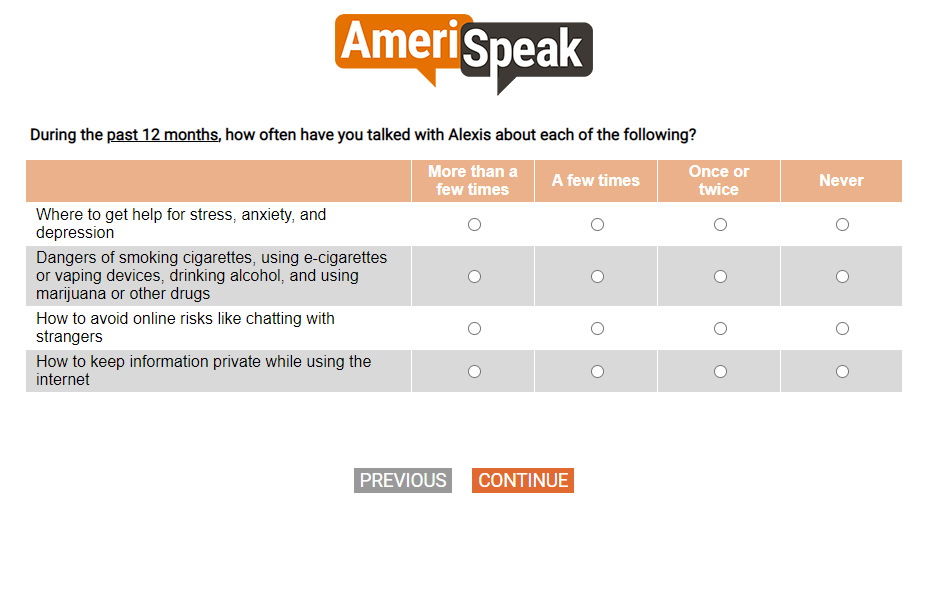 AmeriSpeak
During the past 12 months, how often have you talked with Alexis about each of the following?
More than a
few times
A few times
Once or
twice
Never
Where to get help for stress, anxiety, and
depression
Dangers of smoking cigarettes, using e-cigarettes
or vaping devices, drinking alcohol, and using
marijuana or other drugs
How to avoid online risks like chatting with
strangers
How to keep information private while using the
internet
PREVIOUS CONTINUE